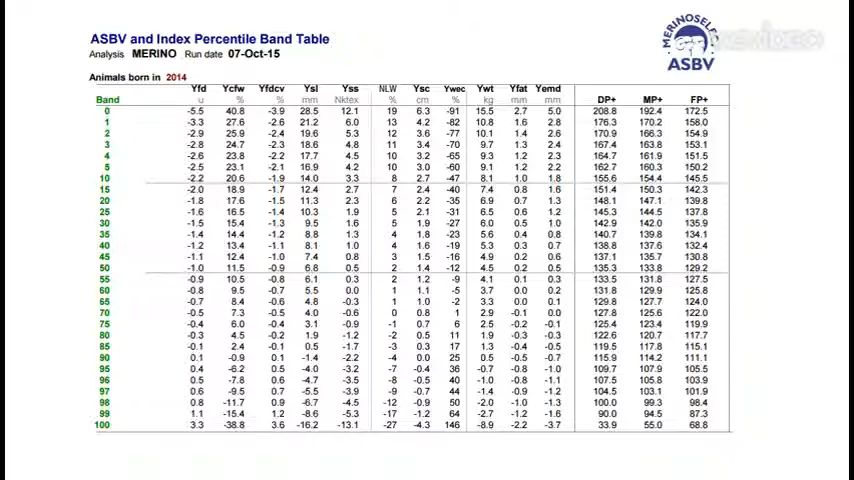 ASBV and Index Percentile Band Table
Analysis MERINO Run date 07-Oct-15
MERINOSELECT
ASBV
Animals born in 2014
Yfd Ycfw Yfdcv Ysl Yss NLW Ysc Ywec Ywt Yfat Yemd
Band u % % mm Nktex % cm % kg mm mm DP+ MP+ FP+
0 -5.5 40.8 -3.9 28.5 12.1 19 6.3 -91 15.5 2.7 5.0 208.8 192.4 172.5
1 -3.3 27.6 -2.6 21.2 6.0 13 4.2 -82 10.8 1.6 2.8 176.3 170.2 158.0
2 -2.9 25.9 -2.4 19.6 5.3 12 3.6 -77 10.1 1.4 2.6 170.9 166.3 154.9
3 -2.8 24.7 -2.3 18.6 4.8 11 3.4 -70 9.7 1.3 2.4 167.4 163.8 153.1
4 -2.6 23.8 -2.2 17.7 4.5 10 3.2 -65 9.3 1.2 2.3 164.7 161.9 151.5
5 -2.5 23.1 -2.1 16.9 4.2 10 3.0 -60 9.1 1.2 2.2 162.7 160.3 150.2
10 -2.2 20.6 -1.9 14.0 3.3 8 2.7 -47 8.1 1.0 1.8 155.6 154.4 145.5
15 -2.0 18.9 -1.7 12.4 2.7 7 2.4 -40 7.4 0.8 1.6 151.4 150.3 142.3
20 -1.8 17.6 -1.5 11.3 2.3 6 2.2 -35 6.9 0.7 1.3 148.1 147.1 139.8
25 -1.6 16.5 -1.4 10.3 1.9 5 2.1 -31 6.5 0.6 1.2 145.3 144.5 137.8
30 -1.5 15.4 -1.3 9.5 1.6 5 1.9 -27 6.0 0.5 1.0 142.9 142.0 135.9
35 -1.4 14.4 -1.2 8.8 1.3 4 1.8 -23 5.6 0.4 0.8 140.7 139.8 134.1
40 -1.2 13.4 -1.1 8.1 1.0 4 1.6 -19 5.3 0.3 0.7 138.8 137.6 132.4
45 -1.1 12.4 -1.0 7.4 0.8 3 1.5 -16 4.9 0.2 0.6 137.1 135.7 130.8
50 -1.0 11.5 -0.9 6.8 0.5 2 1.4 -12 4.5 0.2 0.5 135.3 133.8 129.2
55 -0.9 10.5 -0.8 6.1 0.3 2 1.2 -9 4.1 0.1 0.3 133.5 131.8 127.5
60 -0.8 9.5 -0.7 5.5 0.0 1 1.1 -5 3.7 0.0 0.2 131.8 129.9 125.8
65 -0.7 8.4 -0.6 4.8 -0.3 1 1.0 -2 3.3 0.0 0.1 129.8 127.7 124.0
70 -0.5 7.3 -0.5 4.0 -0.6 0 0.8 1 2.9 -0.1 0.0 127.8 125.6 122.0
75 -0.4 6.0 -0.4 3.1 -0.9 -1 0.7 6 2.5 -0.2 -0.1 125.4 123.4 119.9
80 -0.3 4.5 -0.2 1.9 -1.2 -2 0.5 11 1.9 -0.3 -0.3 122.6 120.7 117.7
85 -0.1 2.4 -0.1 0.5 -1.7 -3 0.3 17 1.3 -0.4 -0.5 119.5 117.8 115.1
90 0.1 -0.9 0.1 -1.4 -2.2 -4 0.0 25 0.5 -0.5 -0.7 115.9 114.2 111.1
95 0.4 -6.2 0.5 -4.0 -3.2 -7 -0.4 36 -0.7 -0.8 -1.0 109.7 107.9 105.5
96 0.5 -7.8 0.6 -4.7 -3.5 -8 -0.5 40 -1.0 -0.8 -1.1 107.5 105.8 103.9
97 0.6 -9.5 0.7 -5.5 -3.9 -9 -0.7 44 -1.4 -0.9 -1.2 104.5 103.1 101.9
98 0.8 -11.7 0.9 -6.7 -4.5 -12 -0.9 50 -2.0 -1.0 -1.3 100.0 99.3 98.4
99 1.1 -15.4 1.2 -8.6 -5.3 -17 -1.2 64 -2.7 -1.2 -1.6 90.0 94.5 87.3
100 3.3 -38.8 3.6 -16.2 -13.1 -27 -4.3 146 -8.9 -2.2 -3.7 33.9 55.0 68.8